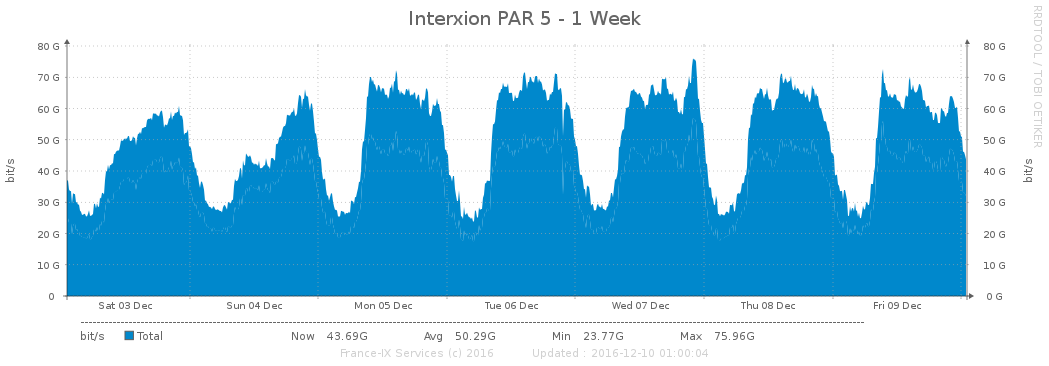 Interxion PAR 5 - 1 Week
RRDTOOL / TOBI OETIKER
bit/s
80 G 80 G
70 G 70 G
60 G 60 G
50 G 50 G
40 G 40 G
30 G 30 G
20 G 20 G
10 G 10 G
0 0 G
bit/s
Sat 03 Dec Sun 04 Dec Mon 05 Dec Tue 06 Dec Wed 07 Dec Thu 08 Dec Fri 09 Dec
bit/s Total Now 43.69G Avg 50.29G Min 23.77G Max 75.96G
France-IX Services (c) 2016 Updated : 2016-12-10 01:00:04